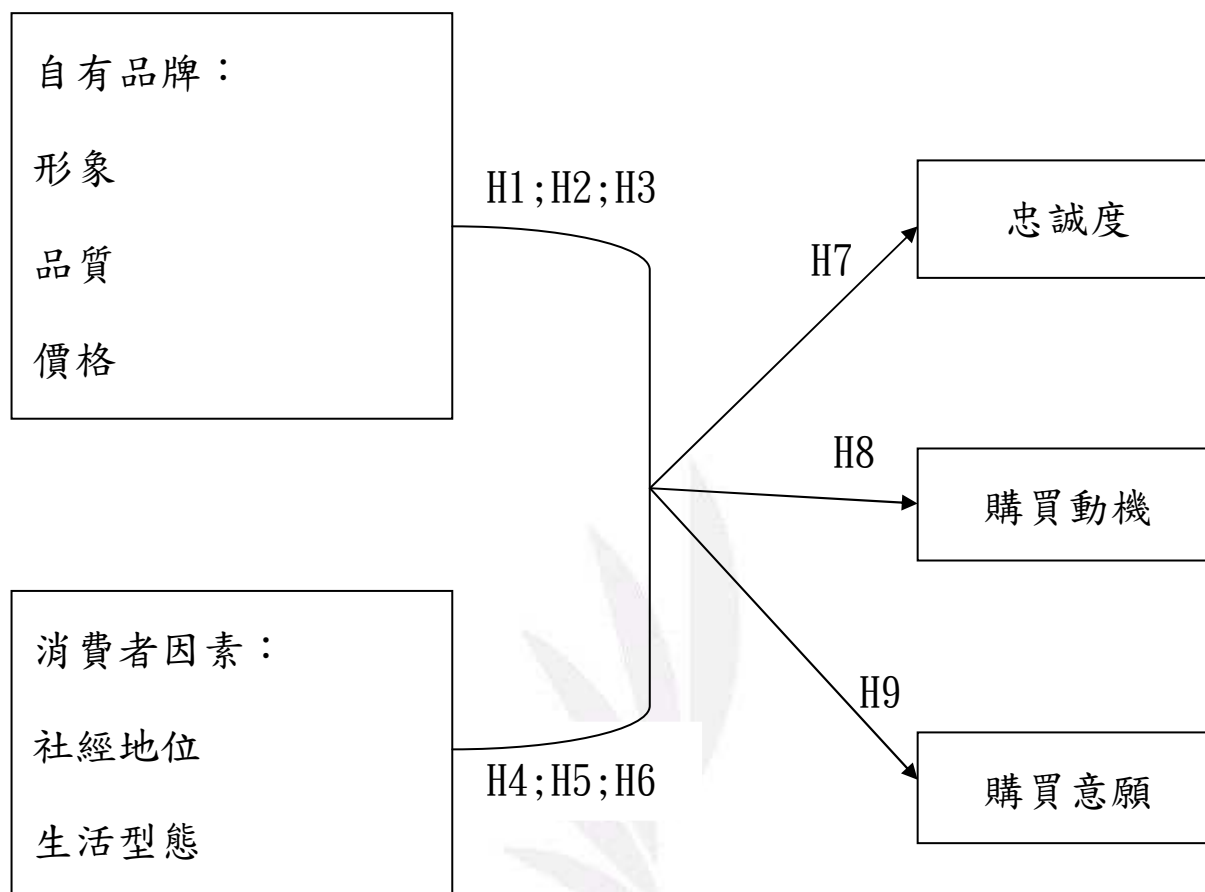 自有品牌：
形象
品質
價格
H1;H2;H3
忠誠度
H7
H8
購買動機
消費者因素：
社經地位
生活型態
H4;H5;H6
H9
購買意願